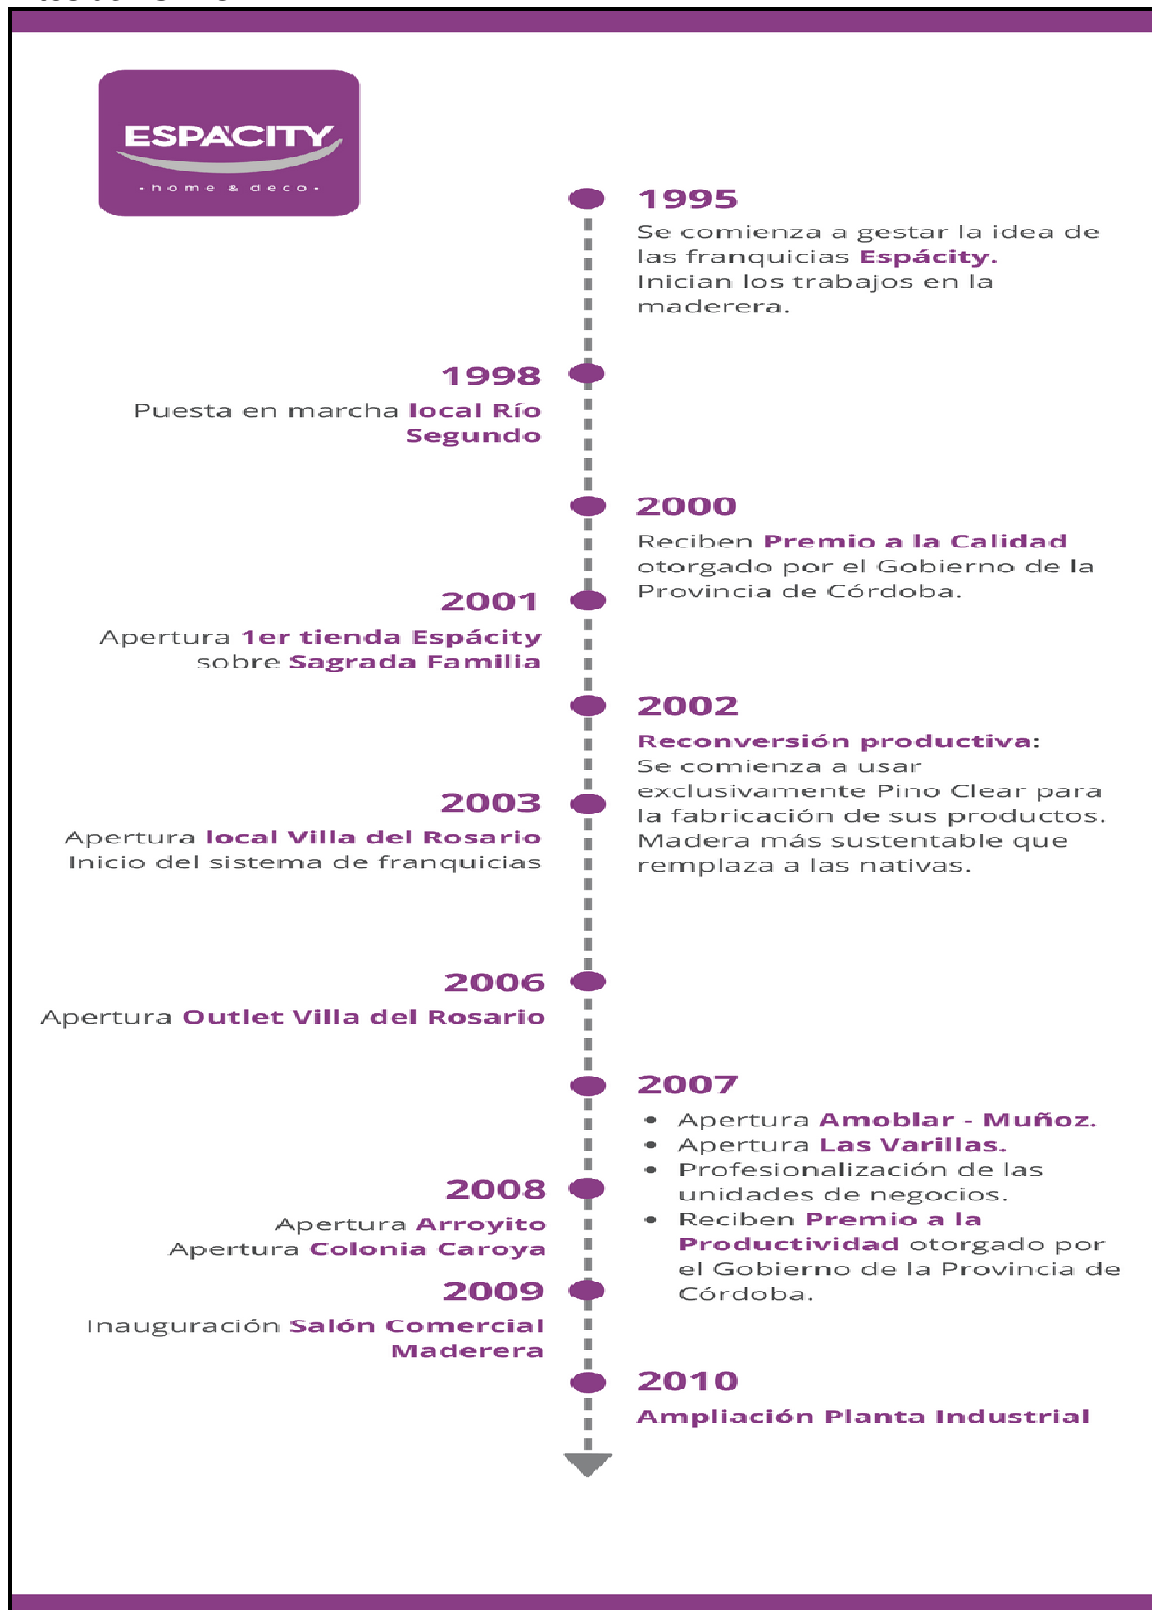 ESPÁCITY
·home & deco·
1995
Se comienza a gestar la idea de
las franquicias Espácity.
Inician los trabajos en la
maderera.
1998
Puesta en marcha local Río
Segundo
2000
Reciben Premio a la Calidad
otorgado por el Gobierno de la
Provincia de Córdoba.
2001
Apertura 1er tienda Espácity
sobre Sagrada Familia
2002
Reconversión productiva:
Se comienza a usar
exclusivamente Pino Clear para
la fabricación de sus productos.
Madera más sustentable que
remplaza a las nativas.
2003
Apertura local Villa del Rosario
Inicio del sistema de franquicias
2006
Apertura Outlet Villa del Rosario
2007
• Apertura Amoblar - Muñoz.
• Apertura Las Varillas.
• Profesionalización de las
unidades de negocios.
• Reciben Premio a la
Productividad otorgado por
el Gobierno de la Provincia de
Córdoba.
2008
Apertura Arroyito
Apertura Colonia Caroya
2009
Inauguración Salón Comercial
Maderera
2010
Ampliación Planta Industrial